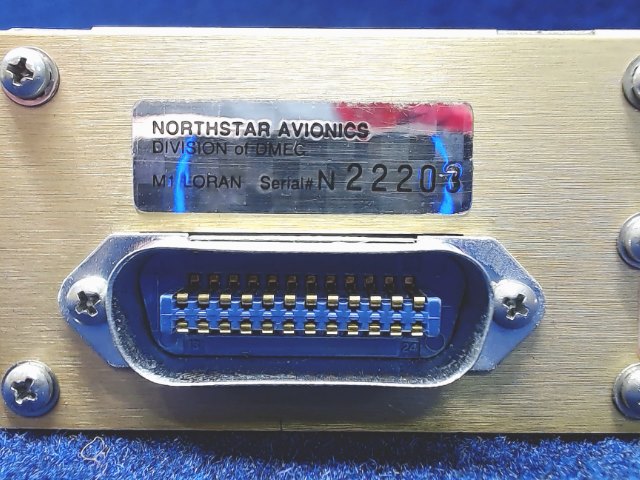 NORTHSTAR AVIONICS
DIVISION of DMEC
M1 LORAN Serial# N 22203
24